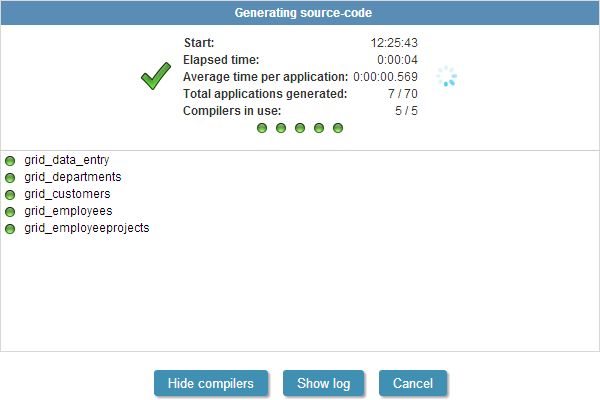 Generating source-code
Start: 12:25:43
Elapsed time: 0:00:04
Average time per application: 0:00:00.569
Total applications generated: 7 / 70
Compilers in use: 5 / 5
grid_data_entry
grid_departments
grid_customers
grid_employees
grid_employeeprojects
Hide compilers Show log Cancel